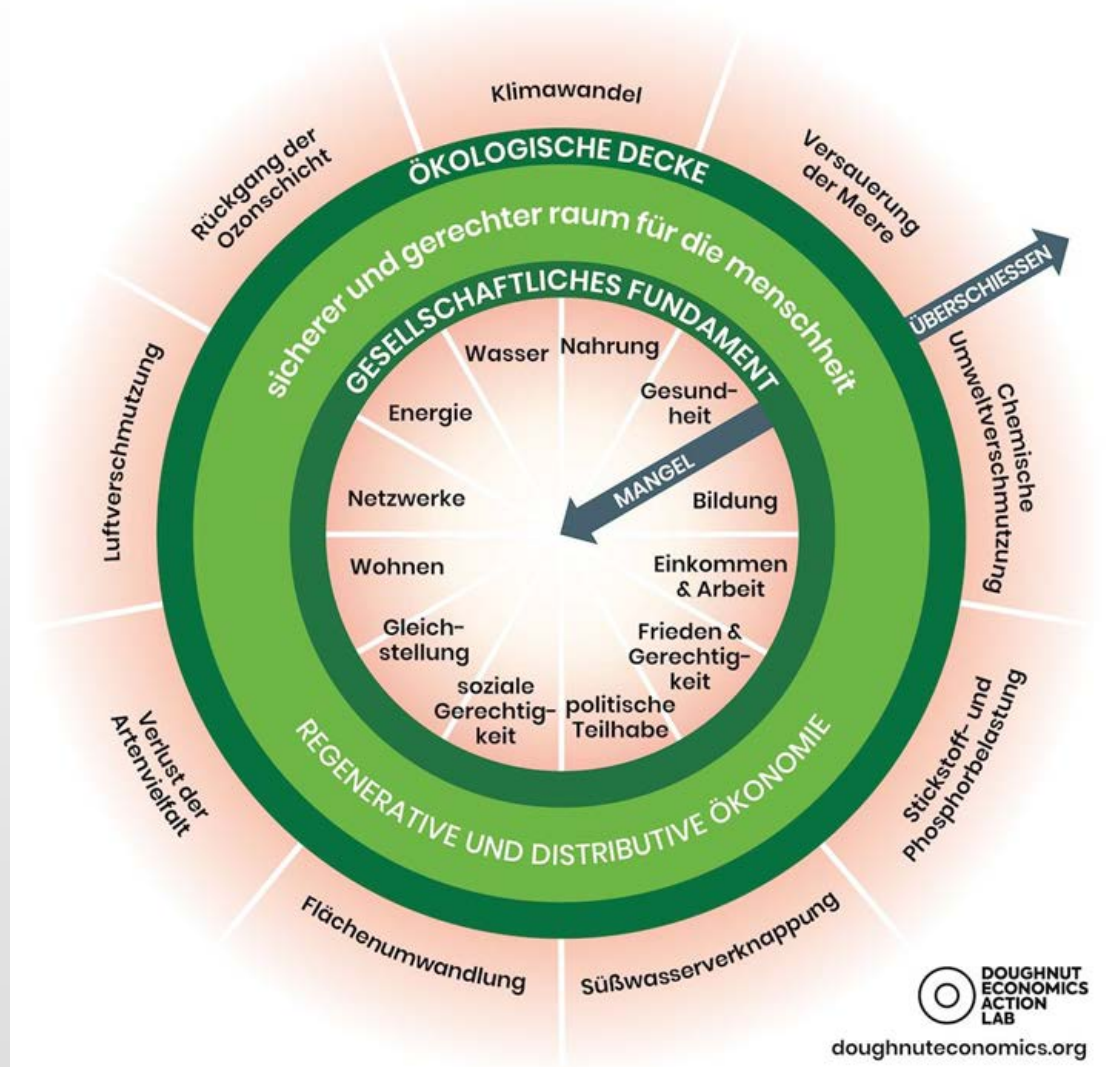 Klimawandel
Versauerung
der Meere
Chemische
Umweltverschmutzung
Stickstoff- und
Phosphorbelastung
Süßwasserverknappung
Flächenumwandlung
Verlust der
Artenvielfalt
Luftverschmutzung
Rückgang der
Ozonschicht
ÖKOLOGISCHE DECKE
sicherer und gerechter raum für die menschheit
GESELLSCHAFTLICHES FUNDAMENT
ÜBERSCHIESSEN
Wasser
Nahrung
Gesund-
heit
MANGEL
Bildung
Einkommen
& Arbeit
Frieden &
Gerechtig-
keit
politische
Teilhabe
soziale
Gerechtig-
keit
Gleich-
stellung
Wohnen
Netzwerke
Energie
REGENERATIVE UND DISTRIBUTIVE ÖKONOMIE
DOUGHNUT
ECONOMICS
ACTION
LAB
doughnuteconomics.org